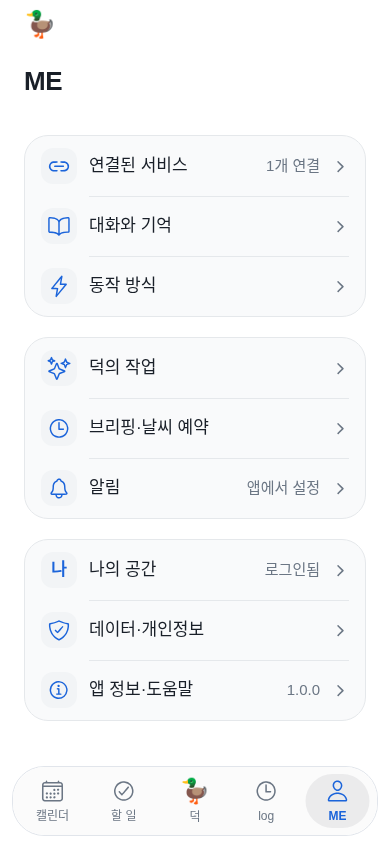 ME
연결된 서비스 1개 연결
대화와 기억
동작 방식
덕의 작업
브리핑·날씨 예약
알림 앱에서 설정
나 나의 공간 로그인됨
데이터·개인정보
앱 정보·도움말 1.0.0
캘린더 할 일 덕 log ME